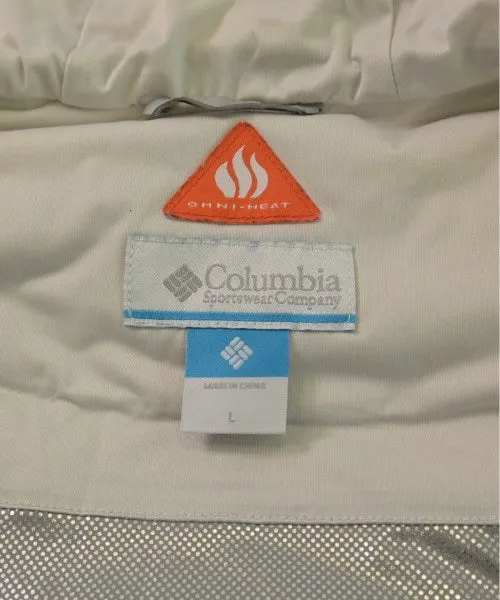 OMNI-HEAT
Columbia
Sportswear Company
MADE IN CHINA
L